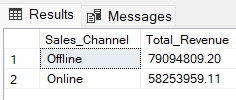 Results Messages
Sales_Channel Total_Revenue
1 Offline 79094809.20
2 Online 58253959.11